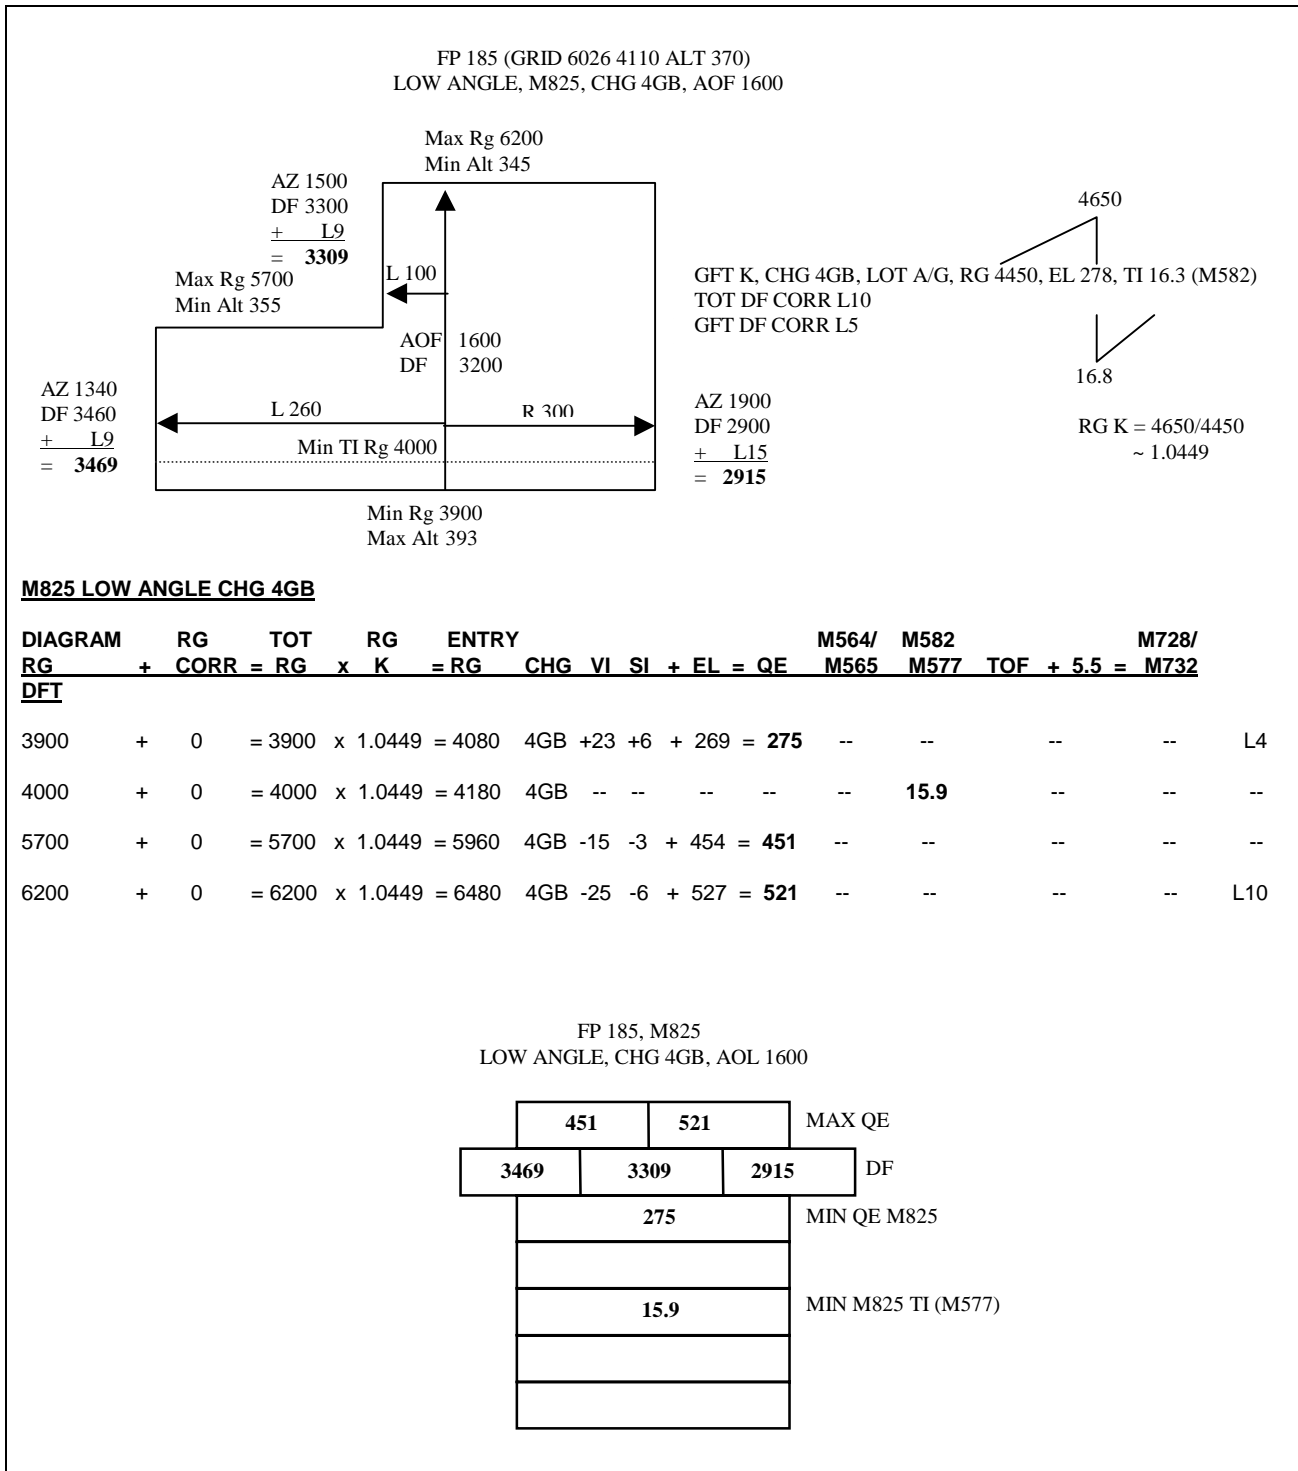 FP 185 (GRID 6026 4110 ALT 370)
LOW ANGLE, M825, CHG 4GB, AOF 1600
Max Rg 6200
Min Alt 345
AZ 1500
DF 3300
+ L9
= 3309
L 100
Max Rg 5700
Min Alt 355
AOF 1600
DF 3200
AZ 1340
DF 3460
+ L9
= 3469
L 260
R 300
Min TI Rg 4000
AZ 1900
DF 2900
+ L15
= 2915
Min Rg 3900
Max Alt 393
4650
GFT K, CHG 4GB, LOT A/G, RG 4450, EL 278, TI 16.3 (M582)
TOT DF CORR L10
GFT DF CORR L5
16.8
RG K = 4650/4450
~ 1.0449
M825 LOW ANGLE CHG 4GB
DIAGRAM RG TOT RG ENTRY M564/ M582 M728/
RG + CORR = RG x K = RG CHG VI SI + EL = QE M565 M577 TOF + 5.5 = M732
DFT
3900 + 0 = 3900 x 1.0449 = 4080 4GB +23 +6 + 269 = 275 -- -- -- -- L4
4000 + 0 = 4000 x 1.0449 = 4180 4GB -- -- -- -- -- 15.9 -- -- --
5700 + 0 = 5700 x 1.0449 = 5960 4GB -15 -3 + 454 = 451 -- -- -- -- --
6200 + 0 = 6200 x 1.0449 = 6480 4GB -25 -6 + 527 = 521 -- -- -- -- L10
FP 185, M825
LOW ANGLE, CHG 4GB, AOL 1600
451 521 MAX QE
3469 3309 2915 DF
275 MIN QE M825
15.9 MIN M825 TI (M577)